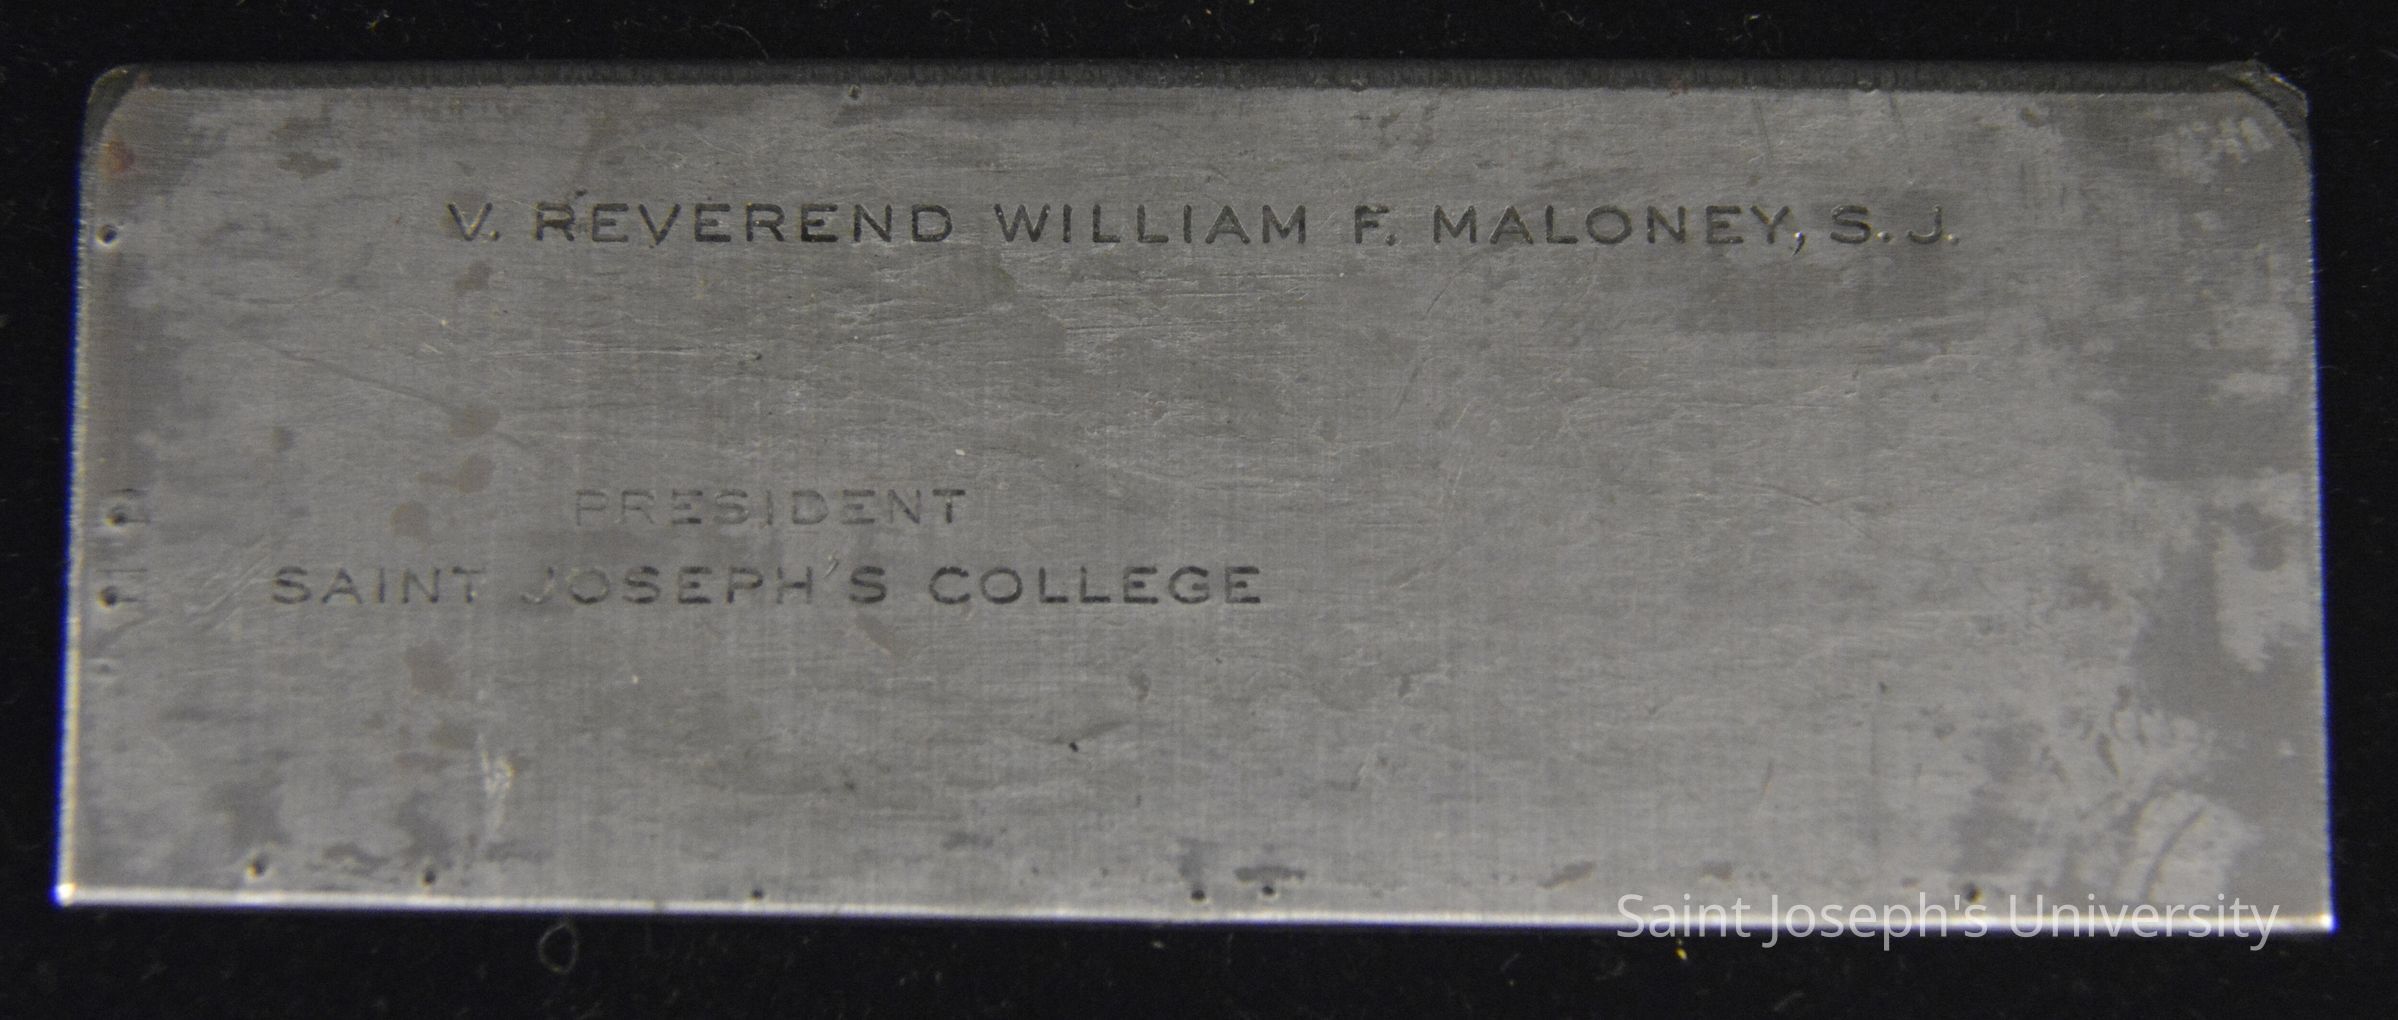 V. REVEREND WILLIAM F. MALONEY, S.J.
PRESIDENT
SAINT JOSEPH'S COLLEGE
Saint Joseph's University